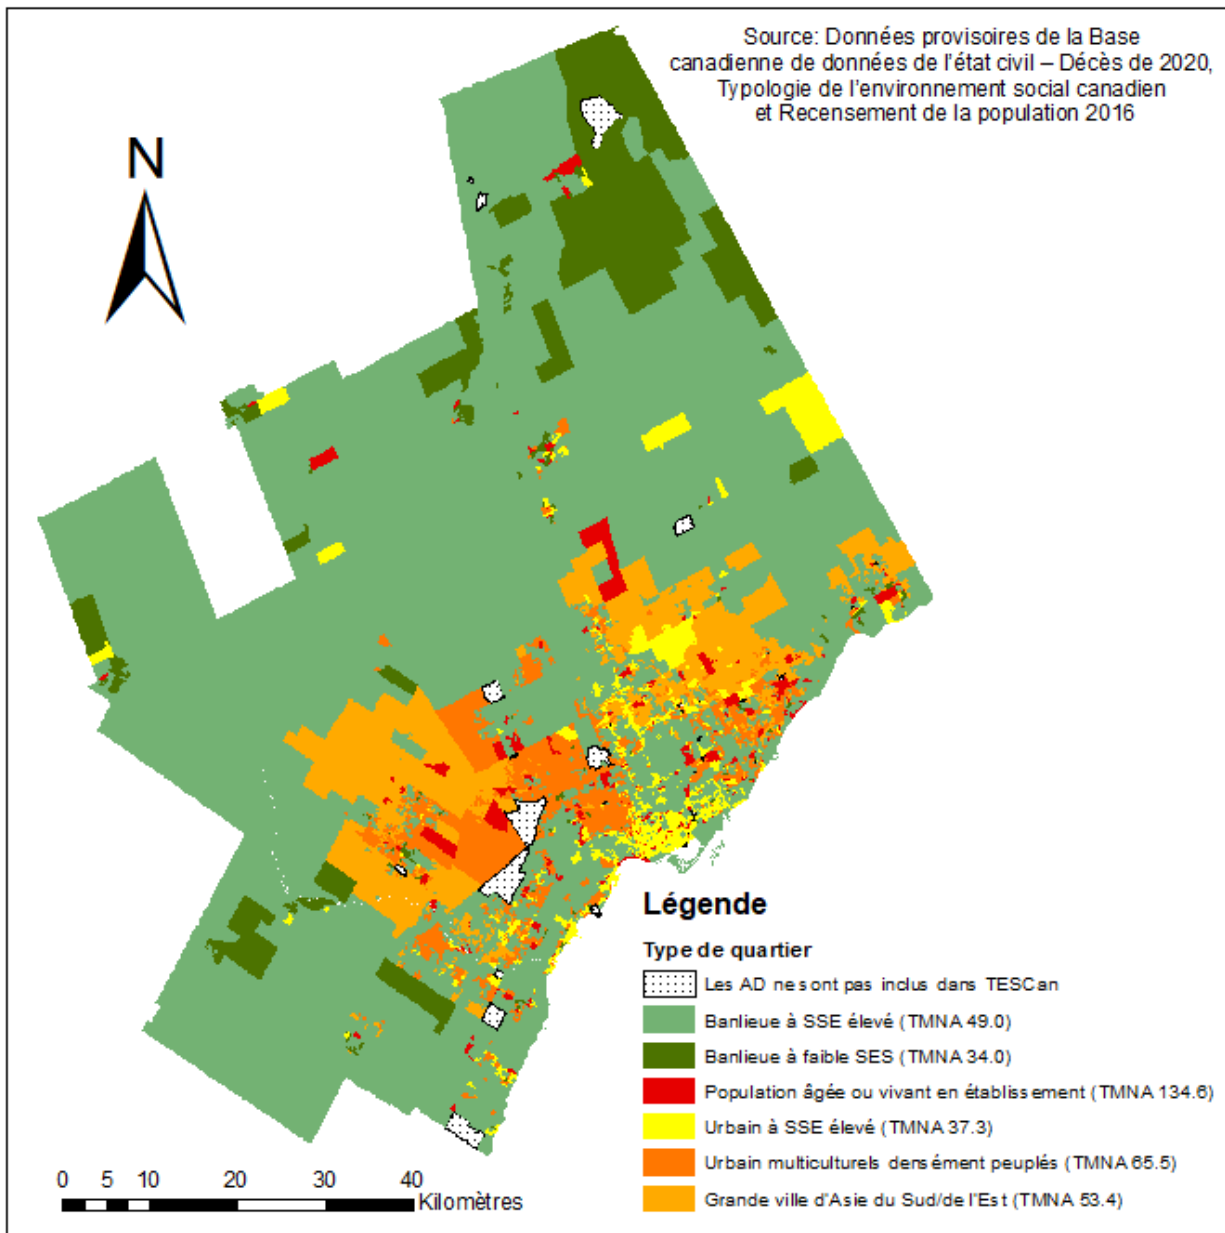 Source: Données provisoires de la Base
canadienne de données de l'état civil – Décès de 2020,
Typologie de l'environnement social canadien
et Recensement de la population 2016
N
Légende
Type de quartier
Les AD ne sont pas inclus dans TESCan
Banlieue à SSE élevé (TMNA 49.0)
Banlieue à faible SES (TMNA 34.0)
Population âgée ou vivant en établissement (TMNA 134.6)
Urbain à SSE élevé (TMNA 37.3)
Urbain multiculturels densément peuplés (TMNA 65.5)
Grande ville d'Asie du Sud/de l'Est (TMNA 53.4)
0 5 10 20 30 40
Kilomètres